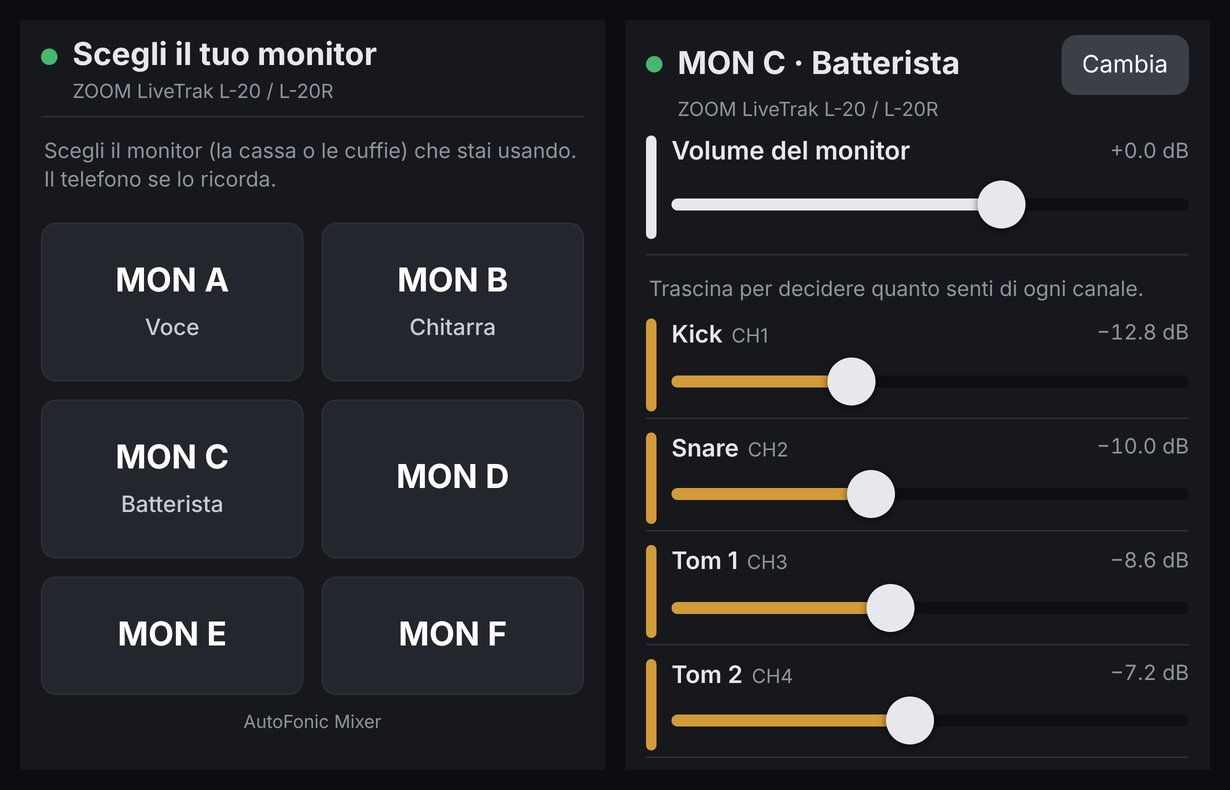 Scegli il tuo monitor
ZOOM LiveTrak L-20 / L-20R
Scegli il monitor (la cassa o le cuffie) che stai usando.
Il telefono se lo ricorda.
MON A
Voce
MON B
Chitarra
MON C
Batterista
MON D
MON E
MON F
AutoFonic Mixer
MON C · Batterista
Cambia
ZOOM LiveTrak L-20 / L-20R
Volume del monitor +0.0 dB
Trascina per decidere quanto senti di ogni canale.
Kick CH1 −12.8 dB
Snare CH2 −10.0 dB
Tom 1 CH3 −8.6 dB
Tom 2 CH4 −7.2 dB